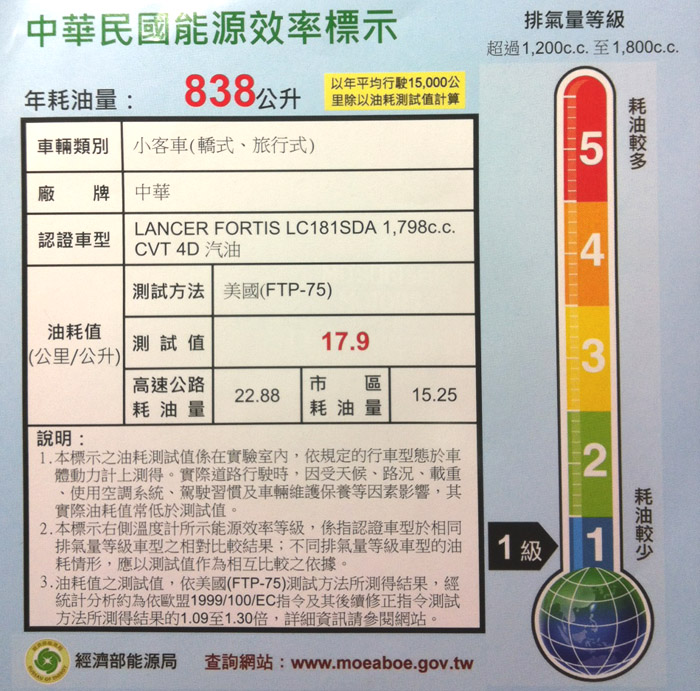 中華民國能源效率標示
排氣量等級
超過1,200c.c. 至1,800c.c.
年耗油量： 838公升
以年平均行駛15,000公
里除以油耗測試值計算
車輛類別 小客車(轎式、旅行式)
廠 牌 中華
認證車型 LANCER FORTIS LC181SDA 1,798c.c.
CVT 4D 汽油
油耗值
(公里/公升)
測試方法 美國(FTP-75)
測 試 值 17.9
高速公路
耗 油 量
22.88
市 區
耗 油 量
15.25
說明：
1.本標示之油耗測試值係在實驗室內，依規定的行車型態於車
體動力計上測得。實際道路行駛時，因受天候、路況、載重
、使用空調系統、駕駛習慣及車輛維護保養等因素影響，其
實際油耗值常低於測試值。
2.本標示右側溫度計所示能源效率等級，係指認證車型於相同
排氣量等級車型之相對比較結果；不同排氣量等級車型的油
耗情形，應以測試值作為相互比較之依據。
3.油耗值之測試值，依美國(FTP-75)測試方法所測得結果，經
統計分析約為依歐盟1999/100/EC指令及其後續修正指令測試
方法所測得結果的1.09至1.30倍，詳細資訊請參閱網站。
5
耗油較多
4
3
2
耗油較少
1級
1
經濟部能源局 查詢網站：www.moeaboe.gov.tw